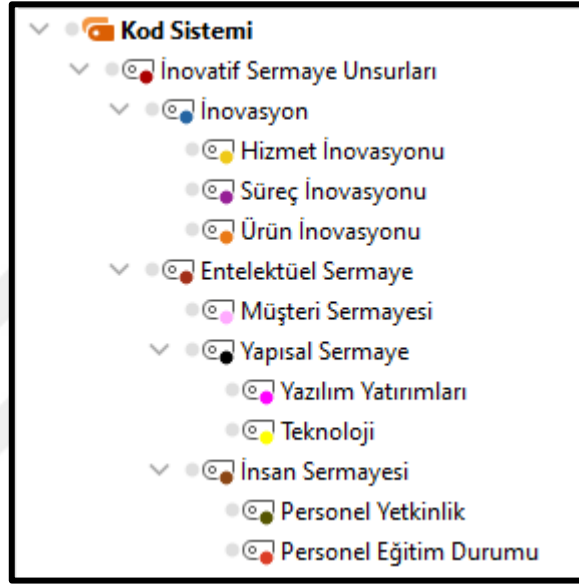 Kod Sistemi
İnovatif Sermaye Unsurları
İnovasyon
Hizmet İnovasyonu
Süreç İnovasyonu
Ürün İnovasyonu
Entelektüel Sermaye
Müşteri Sermayesi
Yapısal Sermaye
Yazılım Yatırımları
Teknoloji
İnsan Sermayesi
Personel Yetkinlik
Personel Eğitim Durumu